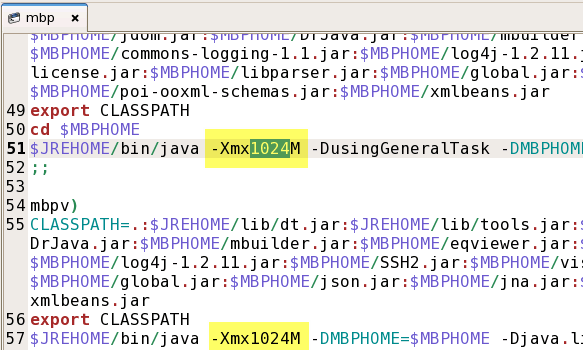 mbp ×
$MBPHOME/jdom.jar:$MBPHOME/DrJava.jar:$MBPHOME/mbuilder
$MBPHOME/commons-logging-1.1.jar:$MBPHOME/log4j-1.2.11.j
license.jar:$MBPHOME/libparser.jar:$MBPHOME/global.jar:$
$MBPHOME/poi-ooxml-schemas.jar:$MBPHOME/xmlbeans.jar
49 export CLASSPATH
50 cd $MBPHOME
51 $JREHOME/bin/java -Xmx1024M -DusingGeneralTask -DMBPHOME
52 ;;
53
54 mbpv)
55 CLASSPATH=.:$JREHOME/lib/dt.jar:$JREHOME/lib/tools.jar:$
DrJava.jar:$MBPHOME/mbuilder.jar:$MBPHOME/eqviewer.jar:$
$MBPHOME/log4j-1.2.11.jar:$MBPHOME/SSH2.jar:$MBPHOME/vis
$MBPHOME/global.jar:$MBPHOME/json.jar:$MBPHOME/jna.jar:$
xmlbeans.jar
56 export CLASSPATH
57 $JREHOME/bin/java -Xmx1024M -DMBPHOME=$MBPHOME -Djava.li